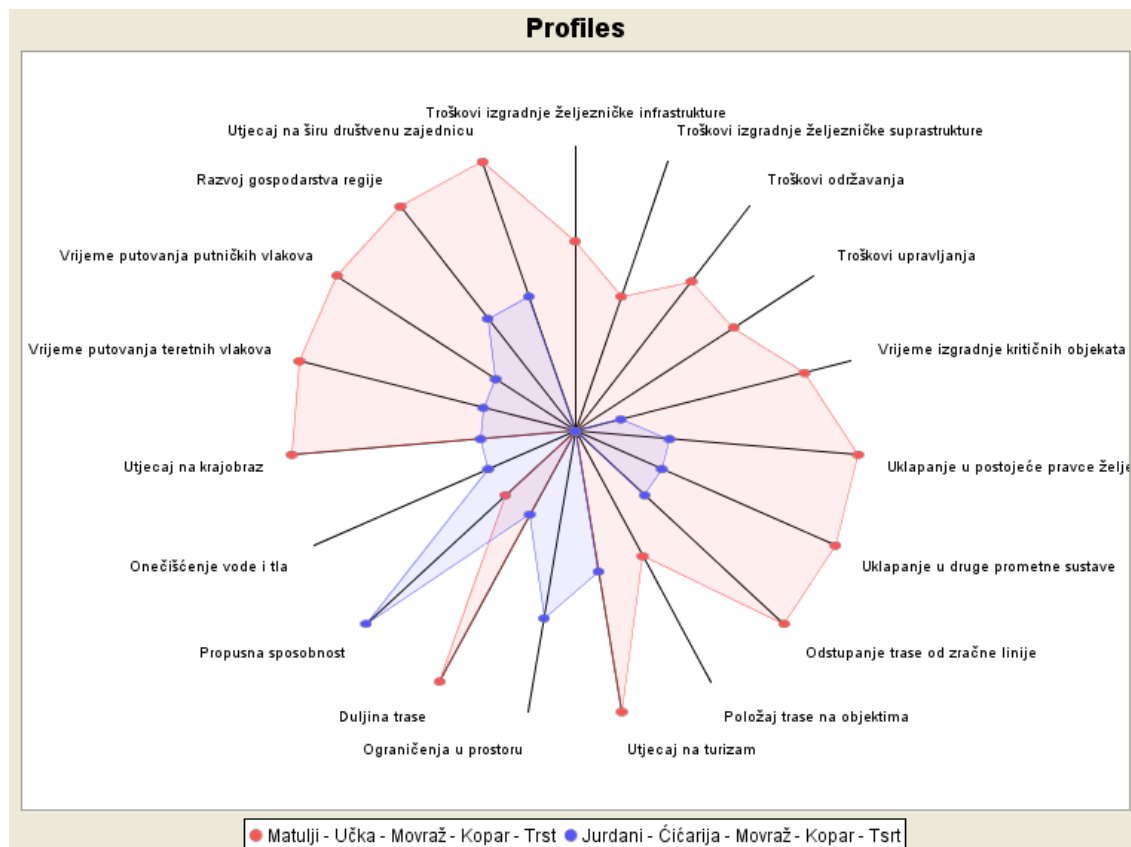 Profiles
Troškovi izgradnje željezničke infrastrukture
Utjecaj na širu društvenu zajednicu
Troškovi izgradnje željezničke suprastrukture
Razvoj gospodarstva regije
Troškovi održavanja
Vrijeme putovanja putničkih vlakova
Troškovi upravljanja
Vrijeme putovanja teretnih vlakova
Vrijeme izgradnje kritičnih objekata
Utjecaj na krajobraz
Uklapanje u postojeće pravce želje
Onečišćenje vode i tla
Uklapanje u druge prometne sustave
Propusna sposobnost
Odstupanje trase od zračne linije
Duljina trase
Položaj trase na objektima
Ograničenja u prostoru
Utjecaj na turizam
Matulji - Učka - Movraž - Kopar - Trst
Jurdani - Ćićarija - Movraž - Kopar - Tsrt